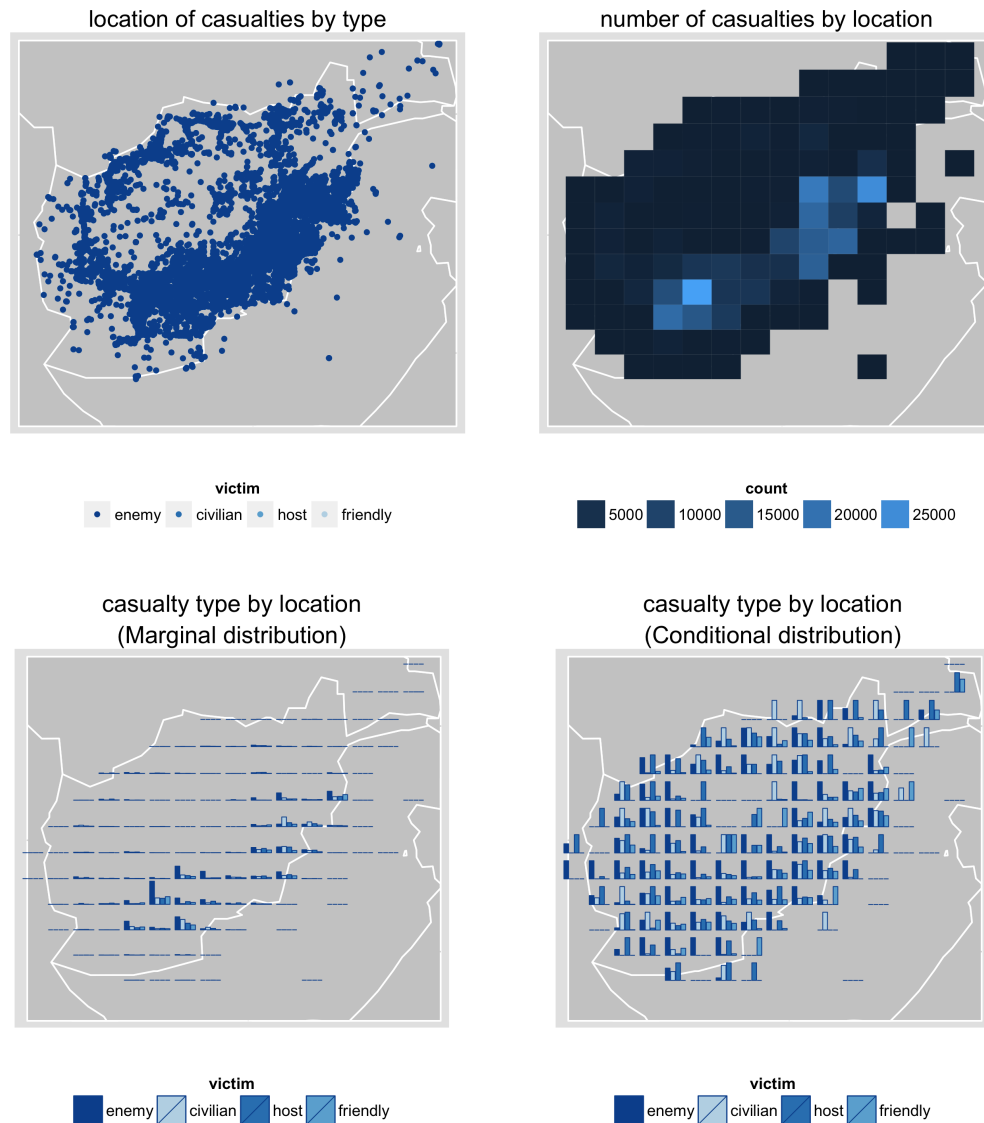 location of casualties by type
number of casualties by location
victim
enemy civilian host friendly
count
5000 10000 15000 20000 25000
casualty type by location
(Marginal distribution)
casualty type by location
(Conditional distribution)
victim
enemy civilian host friendly
victim
enemy civilian host friendly